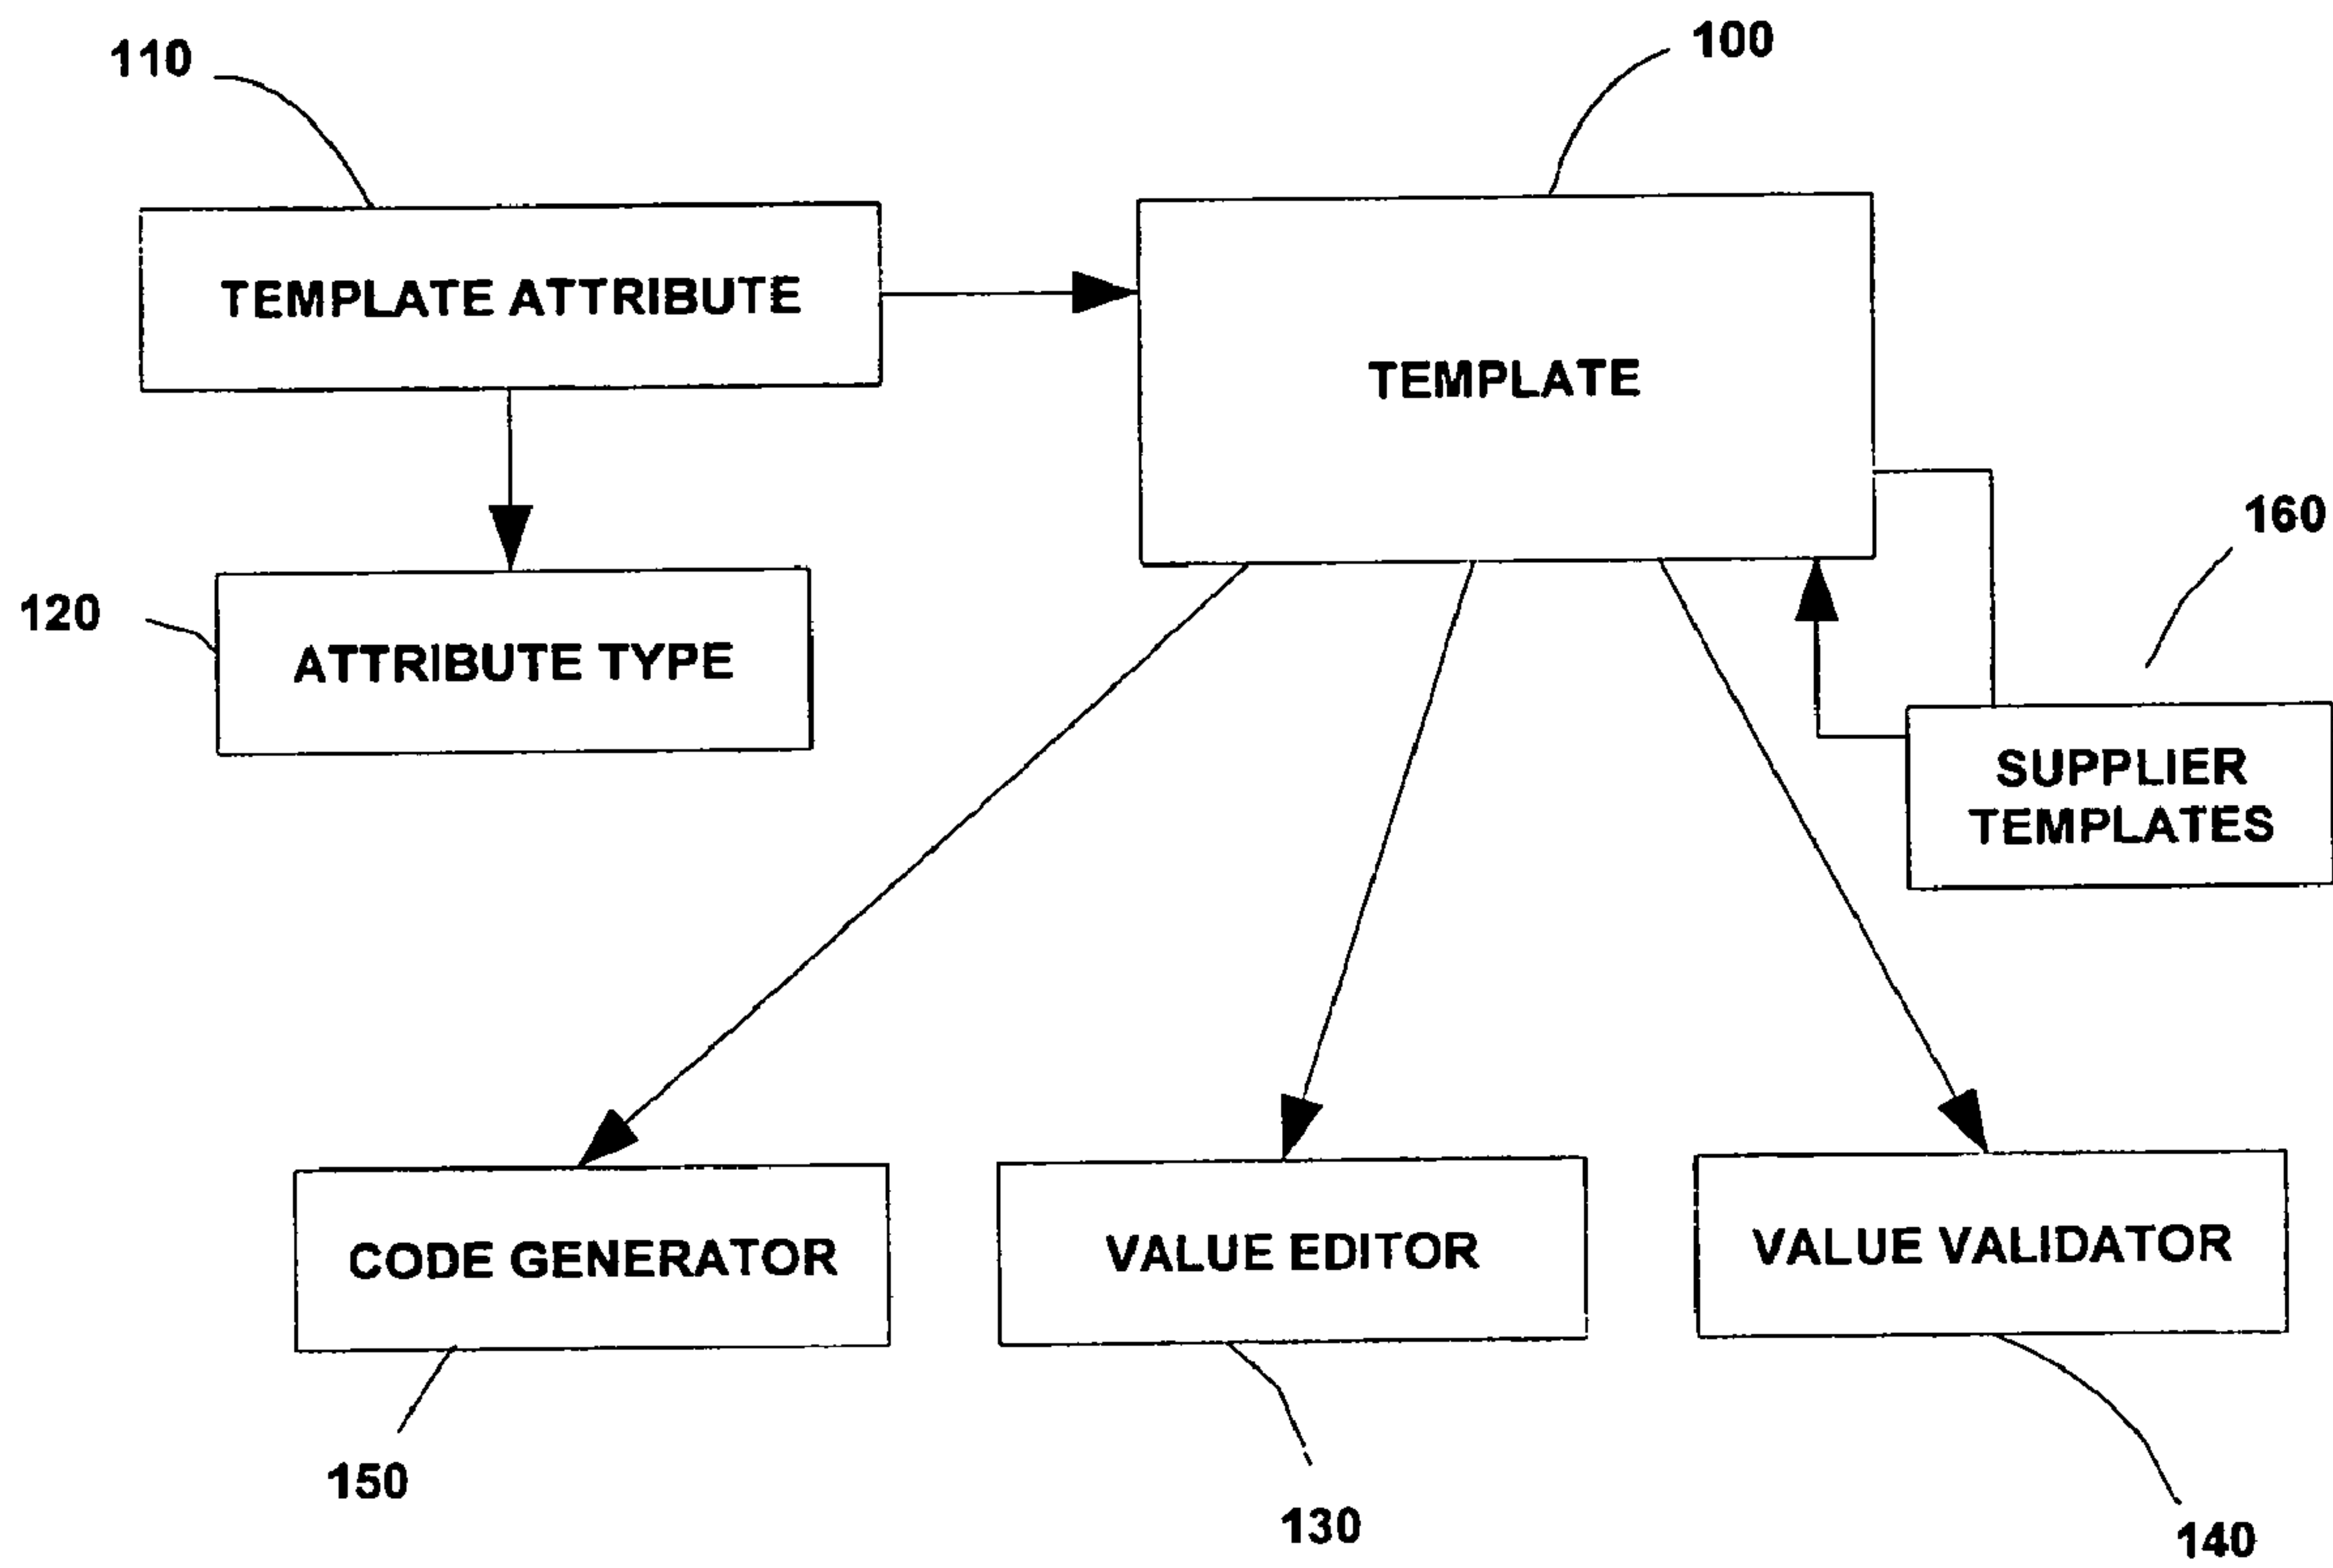 110
100
TEMPLATE ATTRIBUTE
TEMPLATE
160
120
ATTRIBUTE TYPE
SUPPLIER
TEMPLATES
CODE GENERATOR
VALUE EDITOR
VALUE VALIDATOR
150
130
140